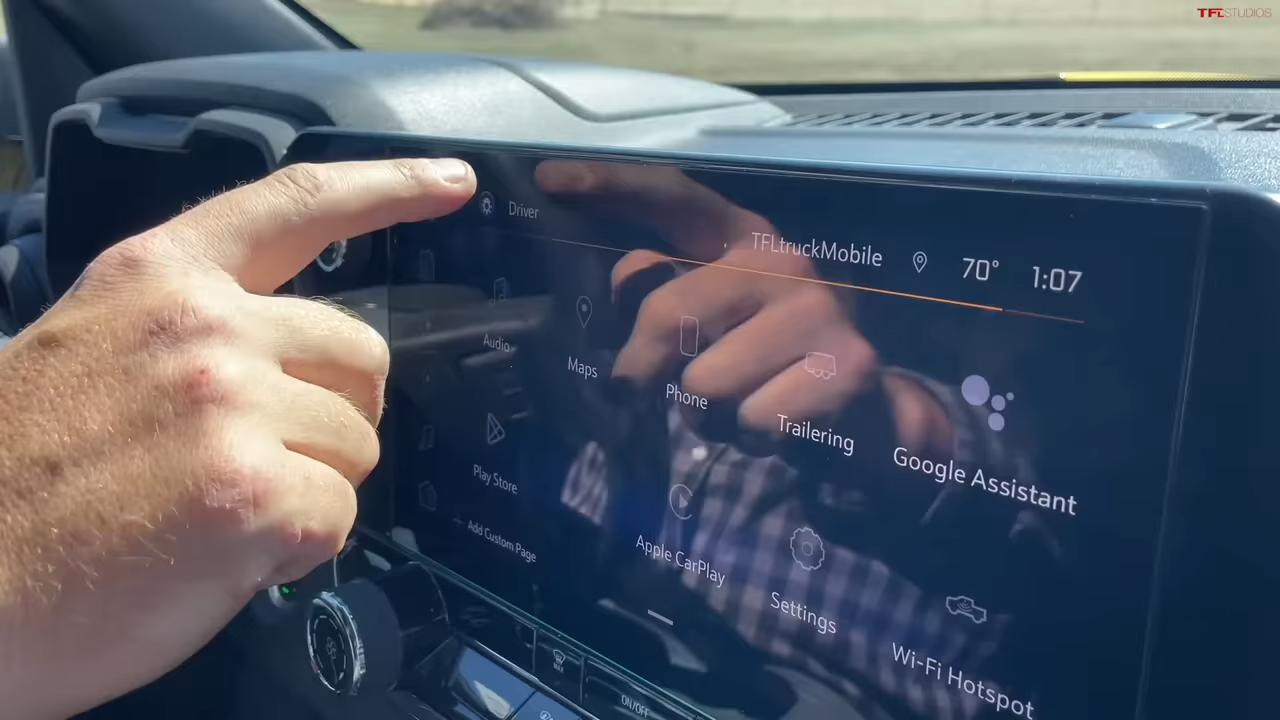 TFLSTUDIOS
Driver
TFLtruckMobile 70° 1:07
Audio
Maps
Phone
Trailering
Google Assistant
Play Store
Apple CarPlay
Settings
Wi-Fi Hotspot
Add Custom Page
MAX
ON/OFF